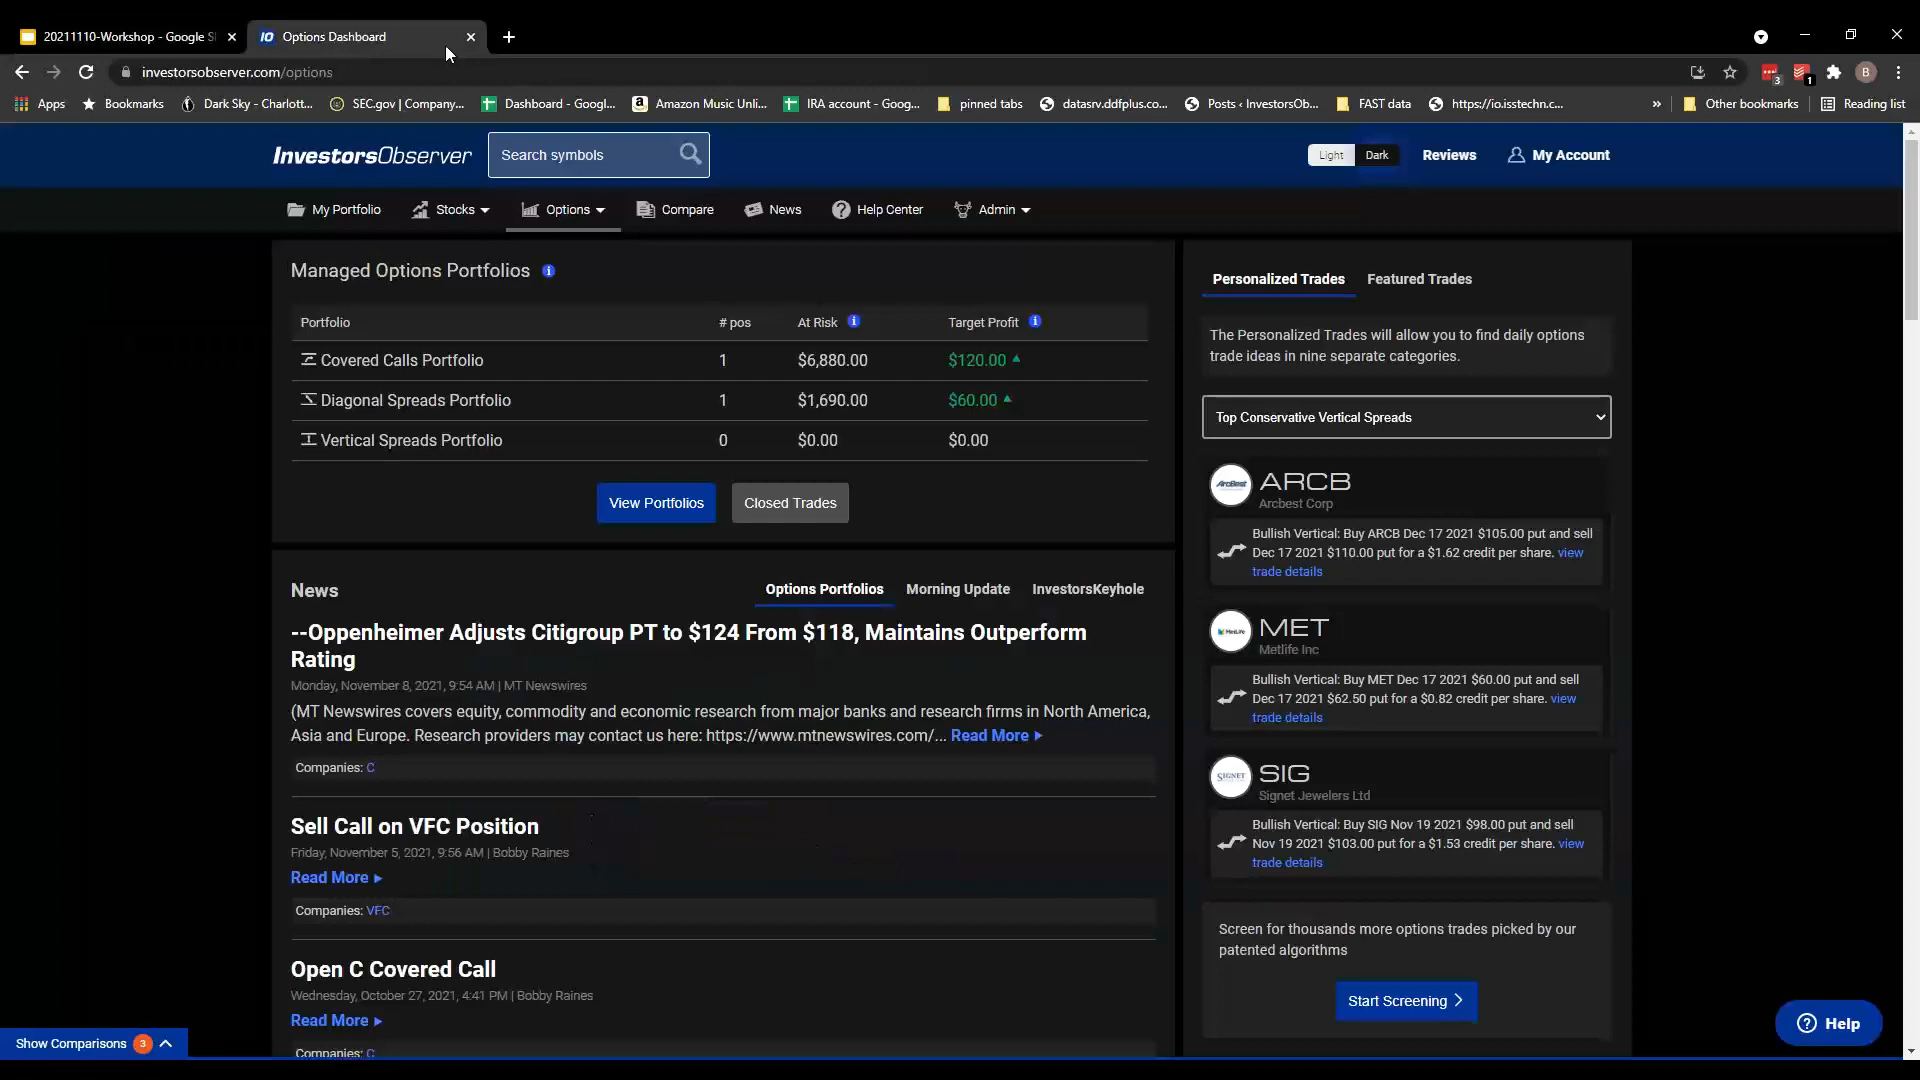 20211110-Workshop - Google Sl
IO Options Dashboard
investorsobserver.com/options
3
1
B
Apps
Bookmarks
Dark Sky - Charlott...
SEC.gov | Company...
Dashboard - Googl...
Amazon Music Unli...
IRA account - Goog...
pinned tabs
datasrv.ddfplus.co...
Posts ‹ InvestorsOb...
FAST data
https://io.isstechn.c...
»
Other bookmarks
Reading list
InvestorsObserver
Search symbols
Light Dark
Reviews
My Account
My Portfolio
Stocks
Options
Compare
News
Help Center
Admin
Managed Options Portfolios
Portfolio # pos At Risk Target Profit
Covered Calls Portfolio 1 $6,880.00 $120.00
Diagonal Spreads Portfolio 1 $1,690.00 $60.00
Vertical Spreads Portfolio 0 $0.00 $0.00
View Portfolios Closed Trades
News
Options Portfolios Morning Update InvestorsKeyhole
--Oppenheimer Adjusts Citigroup PT to $124 From $118, Maintains Outperform
Rating
Monday, November 8, 2021, 9:54 AM | MT Newswires
(MT Newswires covers equity, commodity and economic research from major banks and research firms in North America,
Asia and Europe. Research providers may contact us here: https://www.mtnewswires.com/... Read More
Companies: C
Sell Call on VFC Position
Friday, November 5, 2021, 9:56 AM | Bobby Raines
Read More
Companies: VFC
Open C Covered Call
Wednesday, October 27, 2021, 4:41 PM | Bobby Raines
Read More
Companies: C
Personalized Trades Featured Trades
The Personalized Trades will allow you to find daily options
trade ideas in nine separate categories.
Top Conservative Vertical Spreads
ArcBest
ARCB
Arcbest Corp
Bullish Vertical: Buy ARCB Dec 17 2021 $105.00 put and sell
Dec 17 2021 $110.00 put for a $1.62 credit per share. view
trade details
MetLife
MET
Metlife Inc
Bullish Vertical: Buy MET Dec 17 2021 $60.00 put and sell
Dec 17 2021 $62.50 put for a $0.82 credit per share. view
trade details
SIGNET
SIG
Signet Jewelers Ltd
Bullish Vertical: Buy SIG Nov 19 2021 $98.00 put and sell
Nov 19 2021 $103.00 put for a $1.53 credit per share. view
trade details
Screen for thousands more options trades picked by our
patented algorithms
Start Screening
Show Comparisons 3
Help